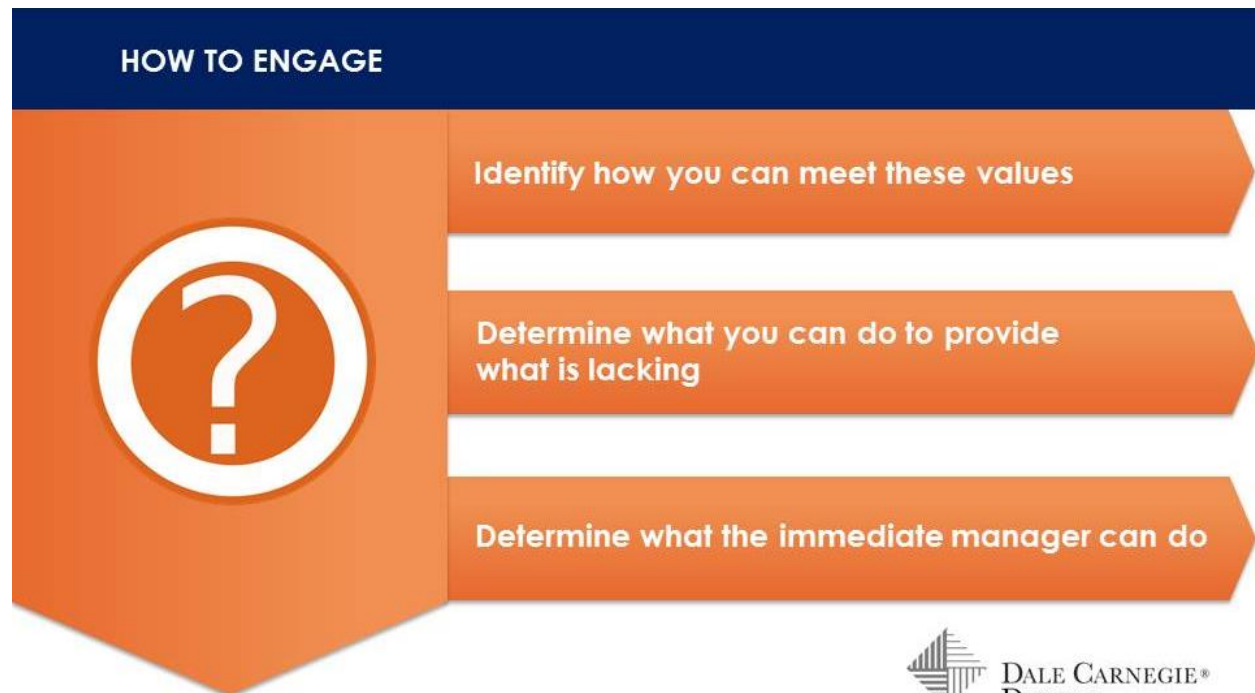 HOW TO ENGAGE
Identify how you can meet these values
?
Determine what you can do to provide
what is lacking
Determine what the immediate manager can do
DALE CARNEGIE®